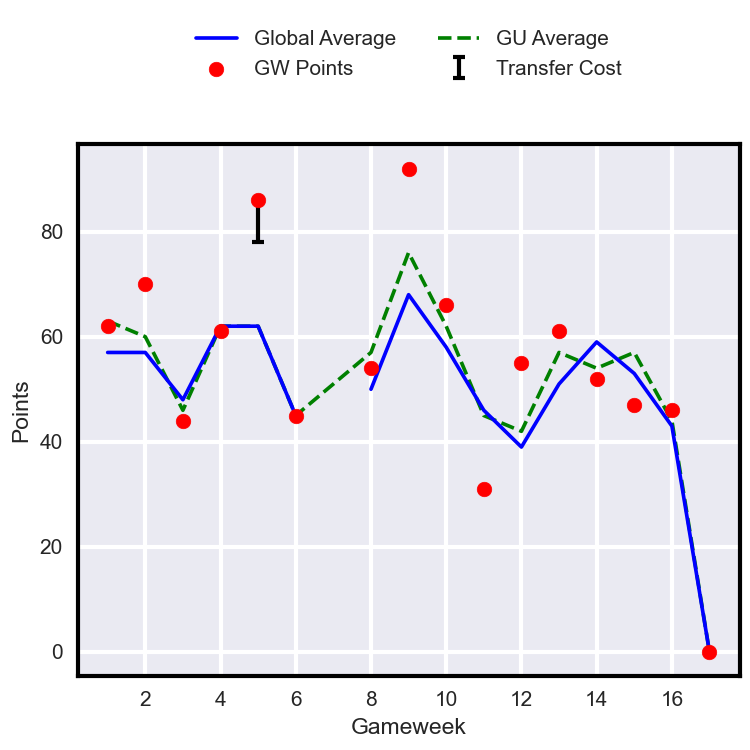 Global Average GU Average
GW Points Transfer Cost
80
60
40
20
0
Points
2 4 6 8 10 12 14 16
Gameweek